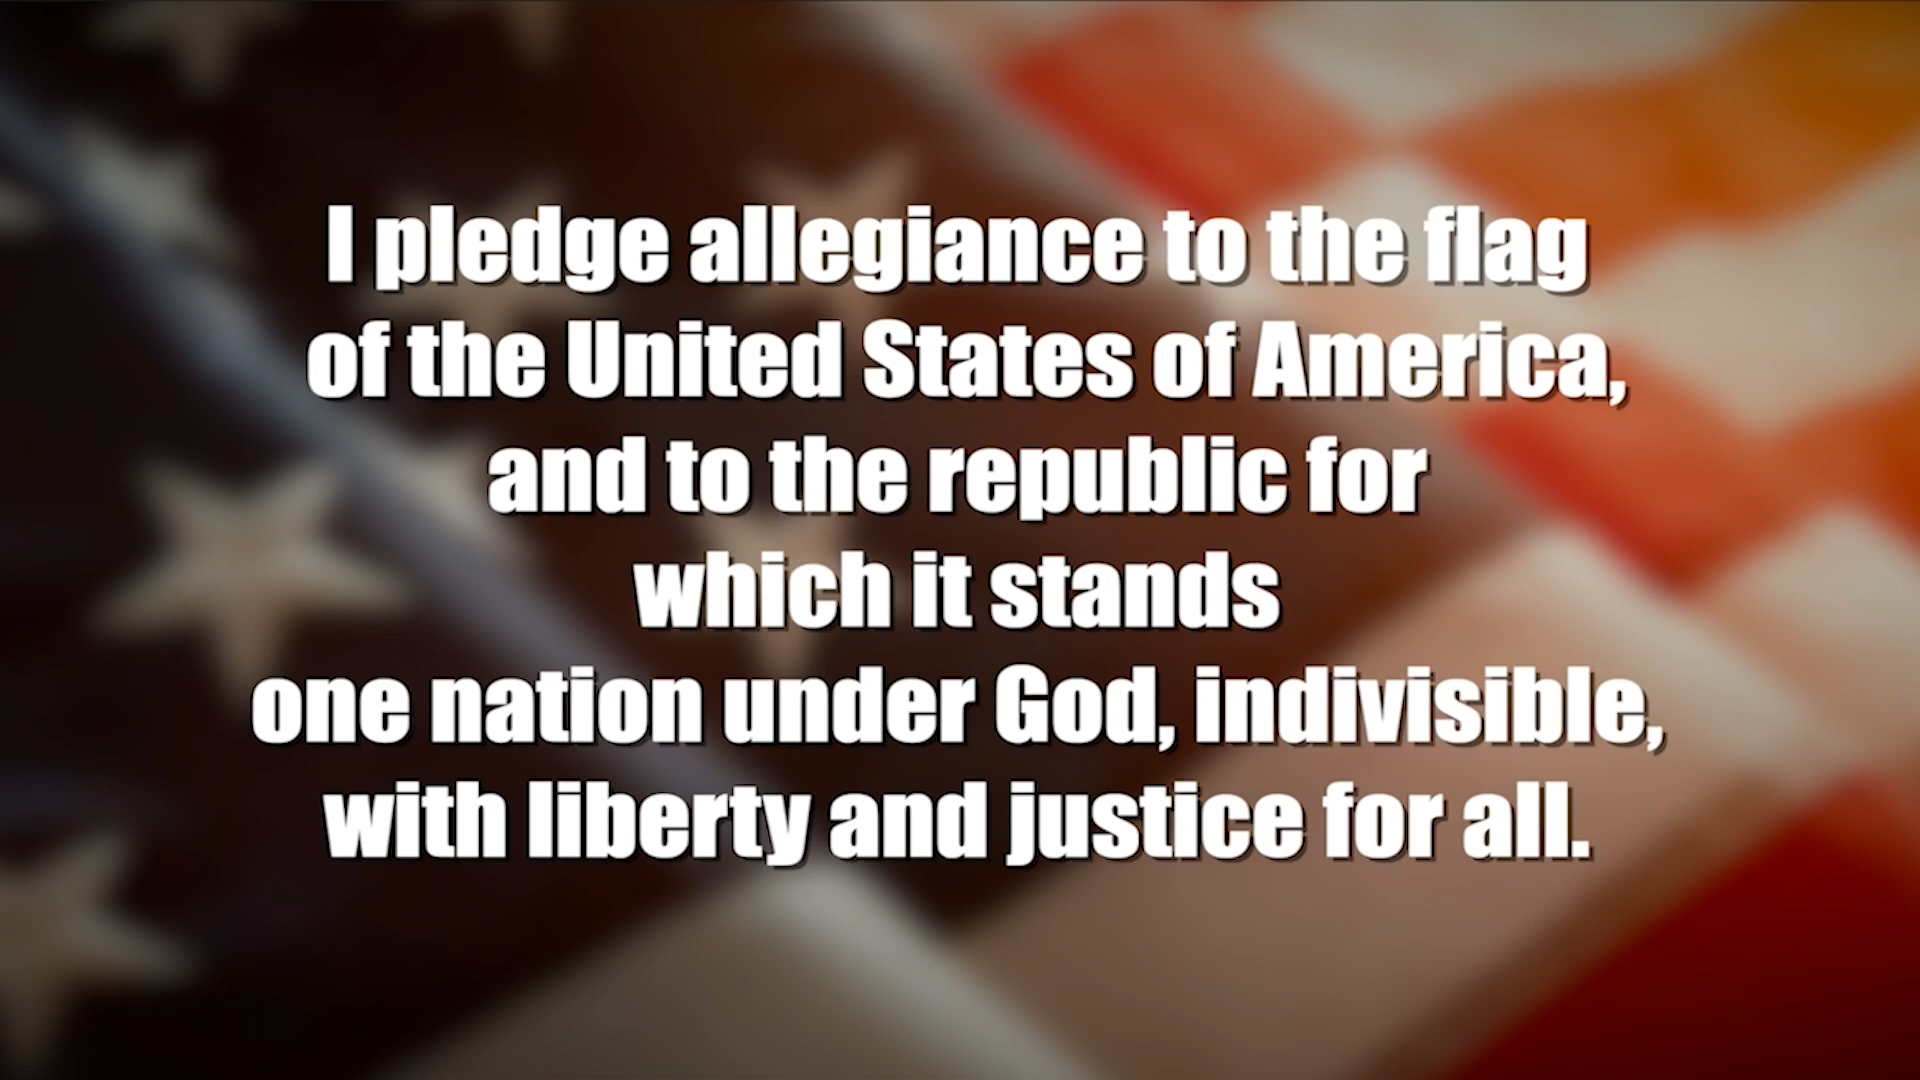 I pledge allegiance to the flag
of the United States of America,
and to the republic for
which it stands
one nation under God, indivisible,
with liberty and justice for all.